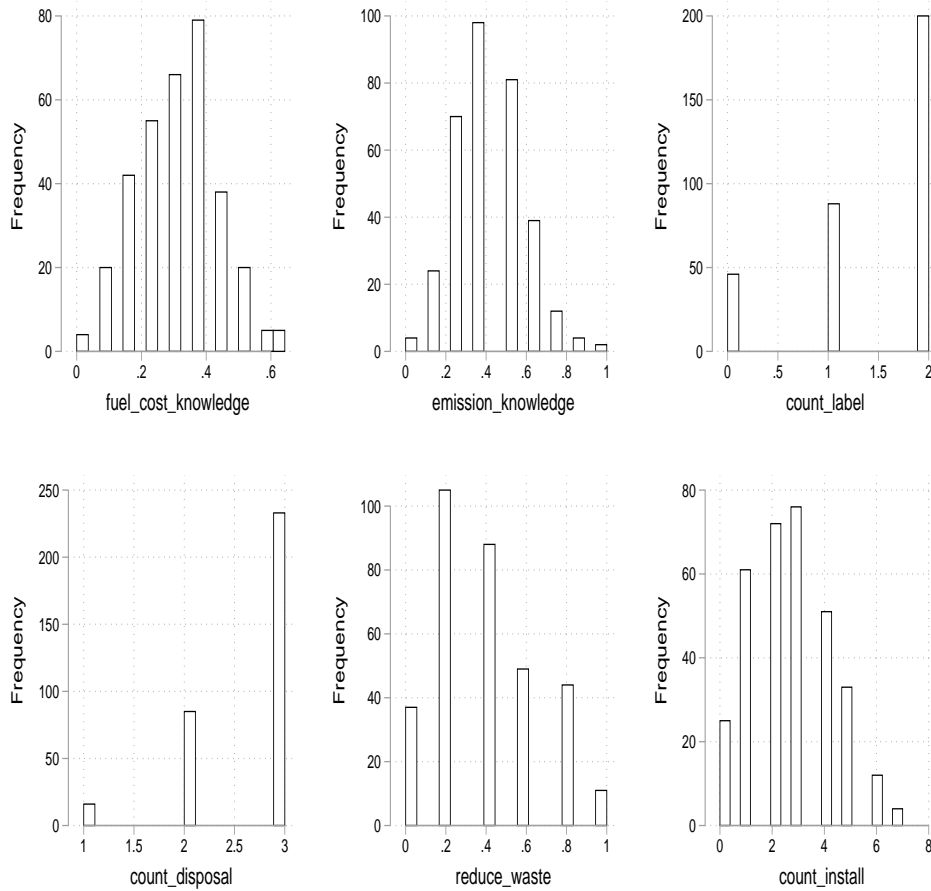 80
60
40
20
0
Frequency
0 .2 .4 .6
fuel_cost_knowledge
100
80
60
40
20
0
Frequency
0 .2 .4 .6 .8 1
emission_knowledge
200
150
100
50
0
Frequency
0 .5 1 1.5 2
count_label
250
200
150
100
50
0
Frequency
1 1.5 2 2.5 3
count_disposal
100
80
60
40
20
0
Frequency
0 .2 .4 .6 .8 1
reduce_waste
80
60
40
20
0
Frequency
0 2 4 6 8
count_install